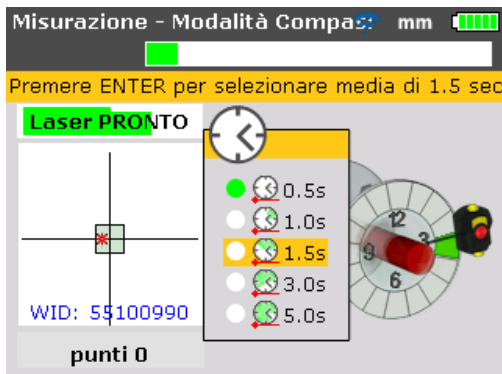 Misurazione - Modalità Compas mm
Premere ENTER per selezionare media di 1.5 sec
Laser PRONTO
0.5s
1.0s
1.5s
3.0s
5.0s
12
3
9
6
WID: 55100990
punti 0